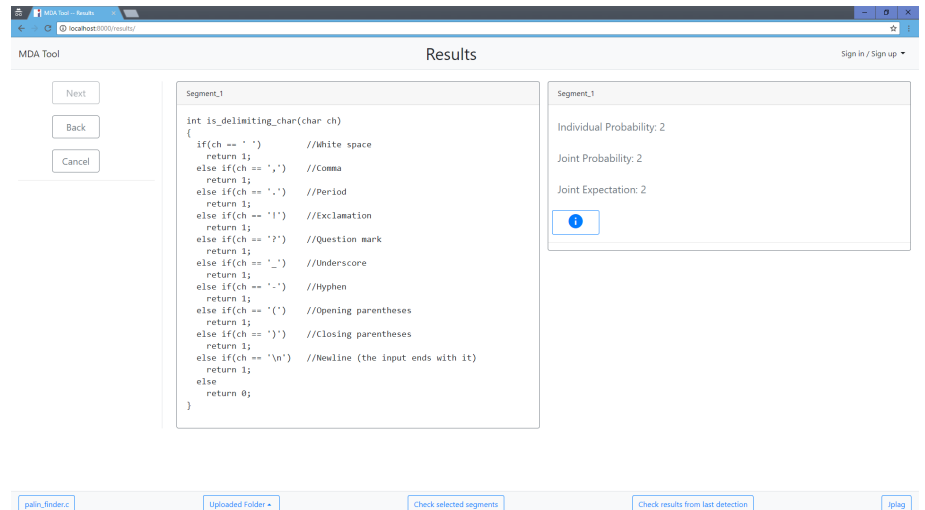 MDA Tool -- Results
localhost:8000/results/
MDA Tool
Results
Sign in / Sign up
Next
Back
Cancel
Segment_1
int is_delimiting_char(char ch)
{
if(ch == ' ') //White space
return 1;
else if(ch == ',') //Comma
return 1;
else if(ch == '.') //Period
return 1;
else if(ch == '!') //Exclamation
return 1;
else if(ch == '?') //Question mark
return 1;
else if(ch == '_') //Underscore
return 1;
else if(ch == '-') //Hyphen
return 1;
else if(ch == '(') //Opening parentheses
return 1;
else if(ch == ')') //Closing parentheses
return 1;
else if(ch == '\n') //Newline (the input ends with it)
return 1;
else
return 0;
}
Segment_1
Individual Probability: 2
Joint Probability: 2
Joint Expectation: 2
palin_finder.c
Uploaded Folder
Check selected segments
Check results from last detection
Jplag